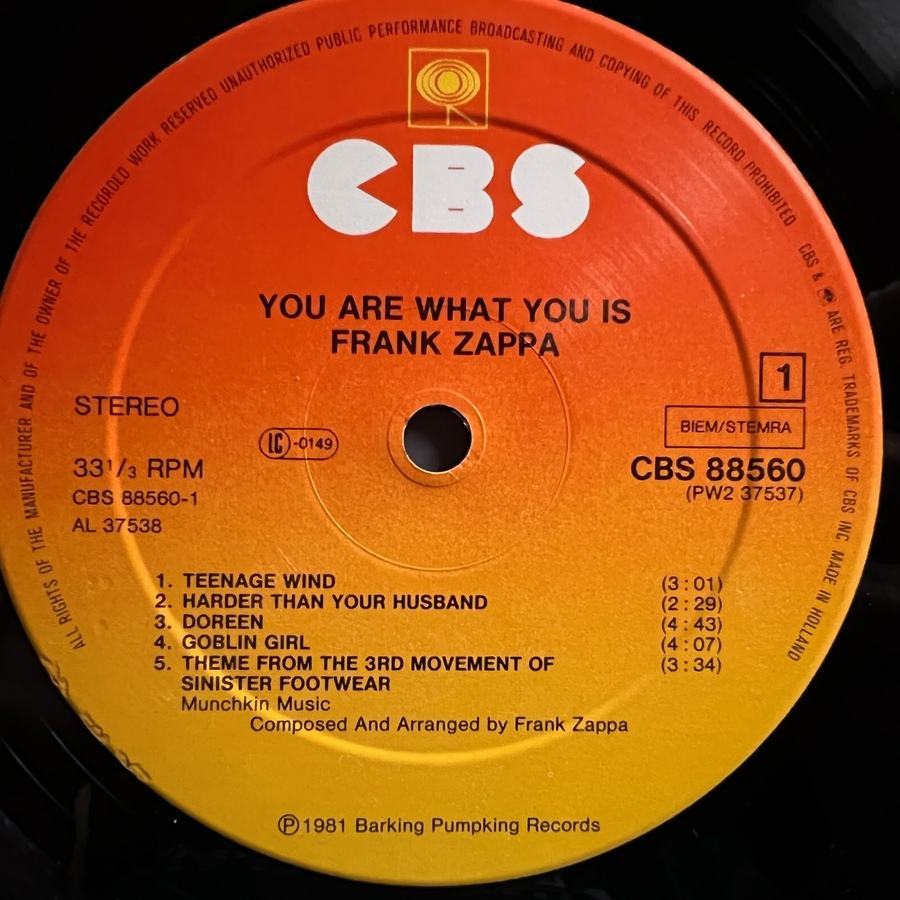 ALL RIGHTS OF THE MANUFACTURER AND OF THE OWNER OF THE RECORDED WORK RESERVED UNAUTHORIZED PUBLIC PERFORMANCE BROADCASTING AND COPYING OF THIS RECORD PROHIBITED CBS & ARE REG. TRADEMARKS OF CBS INC. MADE IN HOLLAND
CBS
YOU ARE WHAT YOU IS
FRANK ZAPPA
1
STEREO
BIEM/STEMRA
LC -0149
33 1/3 RPM
CBS 88560
CBS 88560-1
(PW2 37537)
AL 37538
1. TEENAGE WIND (3:01)
2. HARDER THAN YOUR HUSBAND (2:29)
3. DOREEN (4:43)
4. GOBLIN GIRL (4:07)
5. THEME FROM THE 3RD MOVEMENT OF (3:34)
SINISTER FOOTWEAR
Munchkin Music
Composed And Arranged by Frank Zappa
Ⓟ1981 Barking Pumpking Records